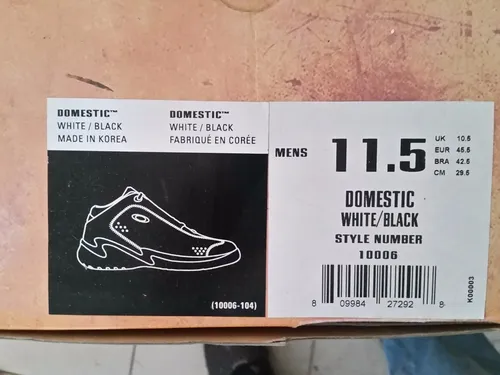 DOMESTIC™
WHITE / BLACK
MADE IN KOREA
DOMESTIC™
WHITE / BLACK
FABRIQUÉ EN CORÉE
(10006-104)
MENS 11.5
UK 10.5
EUR 45.5
BRA 42.5
CM 29.5
DOMESTIC
WHITE/BLACK
STYLE NUMBER
10006
8 09984 27292 8
K00003